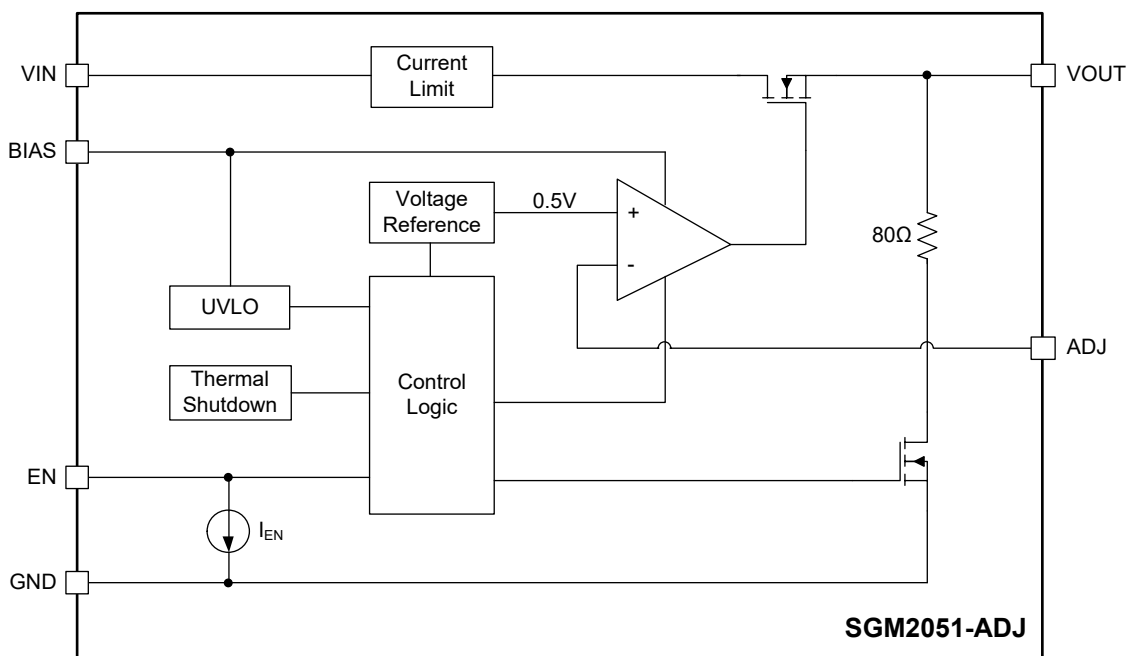 VIN
Current
Limit
VOUT
BIAS
Voltage
Reference
0.5V
+
-
80Ω
UVLO
ADJ
Thermal
Shutdown
Control
Logic
EN
I_EN
GND
SGM2051-ADJ